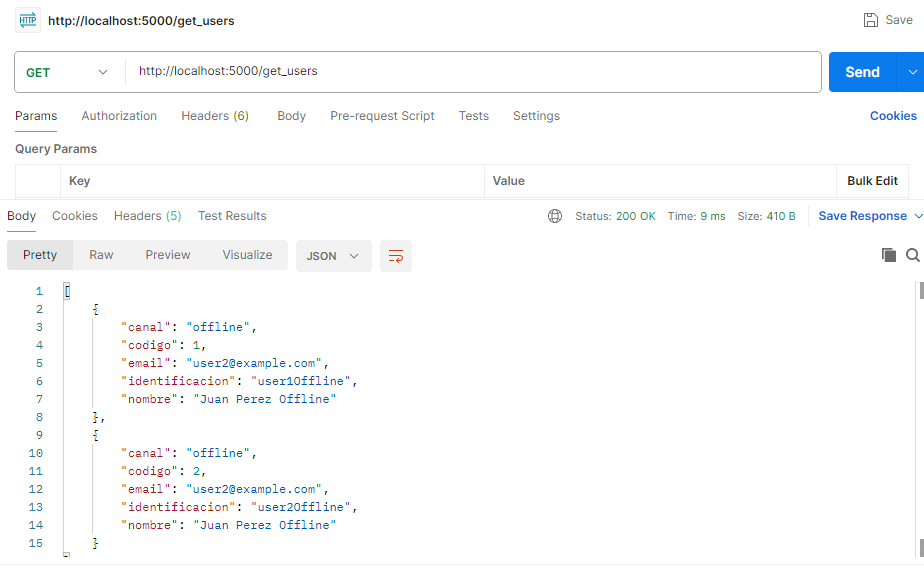 HTTP http://localhost:5000/get_users Save
GET http://localhost:5000/get_users Send
Params Authorization Headers (6) Body Pre-request Script Tests Settings Cookies
Query Params
Key Value Bulk Edit
Body Cookies Headers (5) Test Results Status: 200 OK Time: 9 ms Size: 410 B Save Response
Pretty Raw Preview Visualize JSON
1 [
2 {
3 "canal": "offline",
4 "codigo": 1,
5 "email": "user2@example.com",
6 "identificacion": "user1Offline",
7 "nombre": "Juan Perez Offline"
8 },
9 {
10 "canal": "offline",
11 "codigo": 2,
12 "email": "user2@example.com",
13 "identificacion": "user2Offline",
14 "nombre": "Juan Perez Offline"
15 }